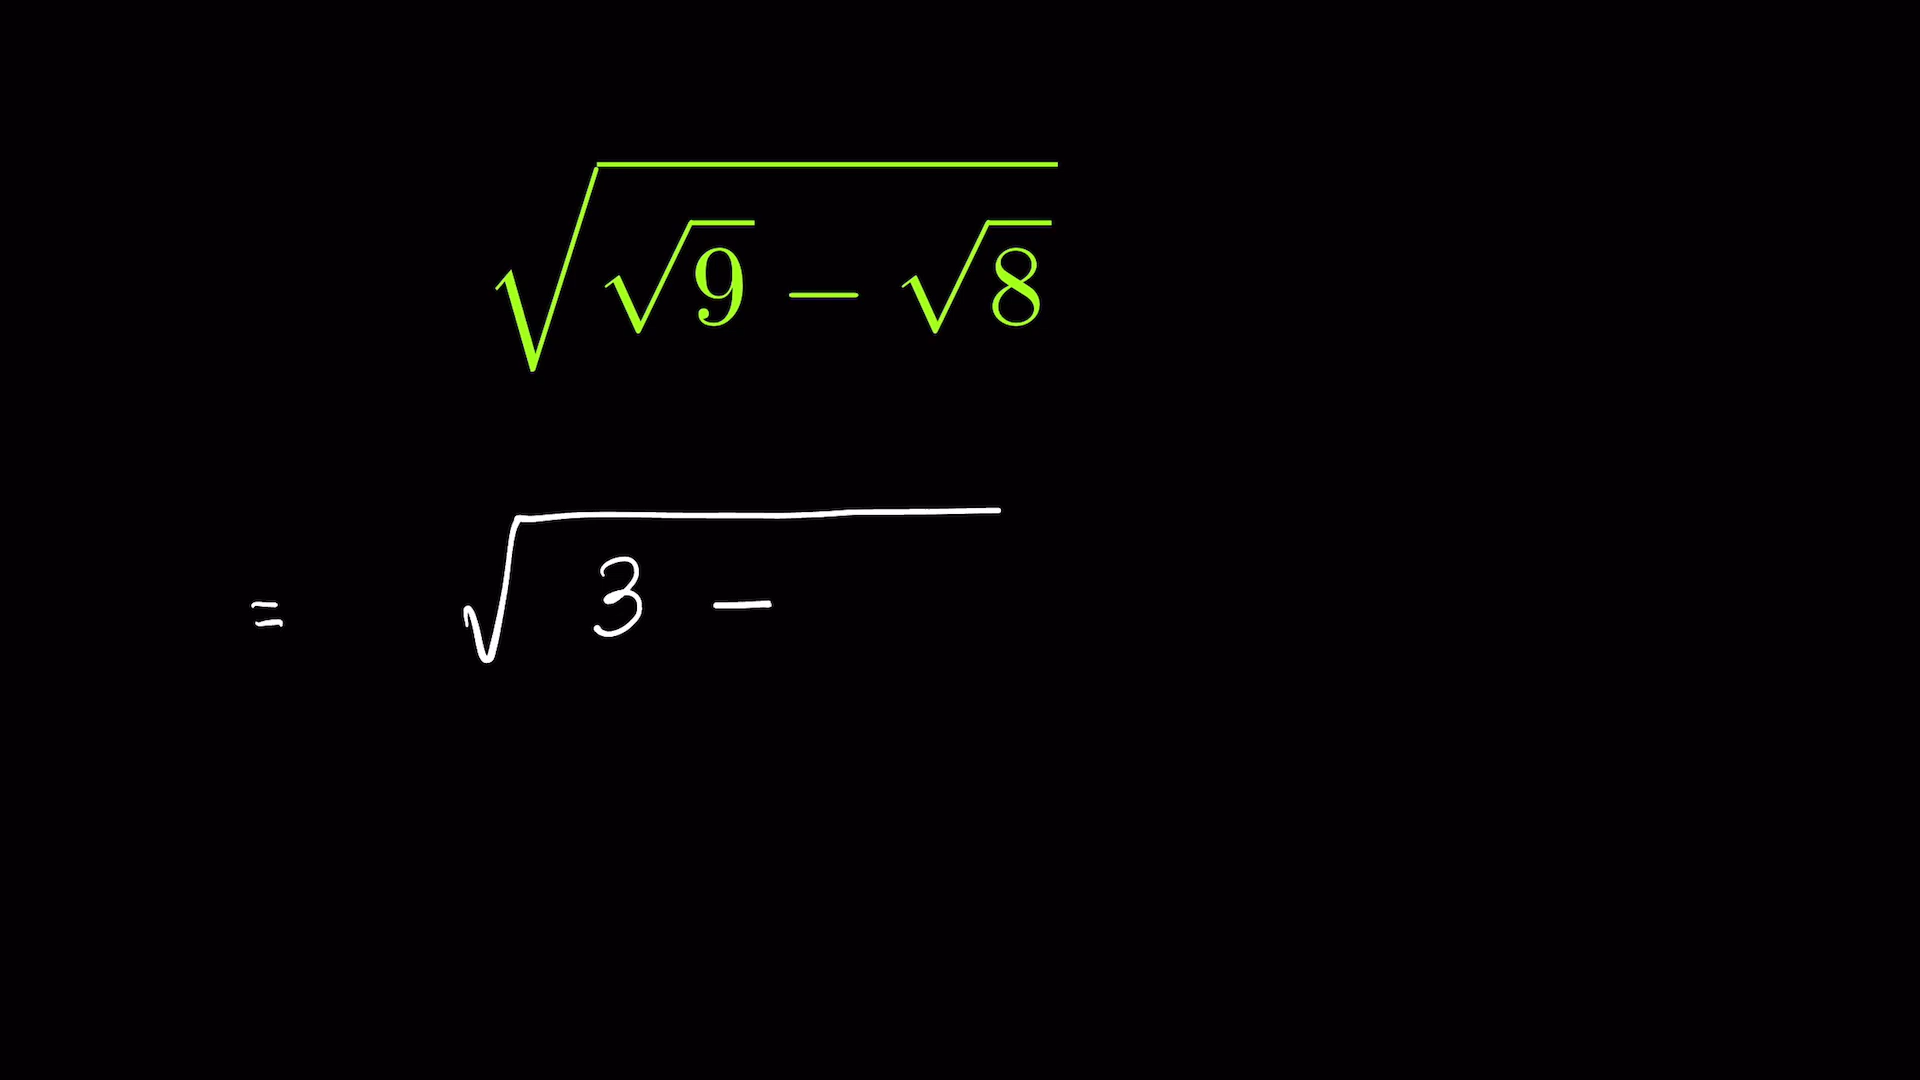 √(√9 − √8)
= √(3 −